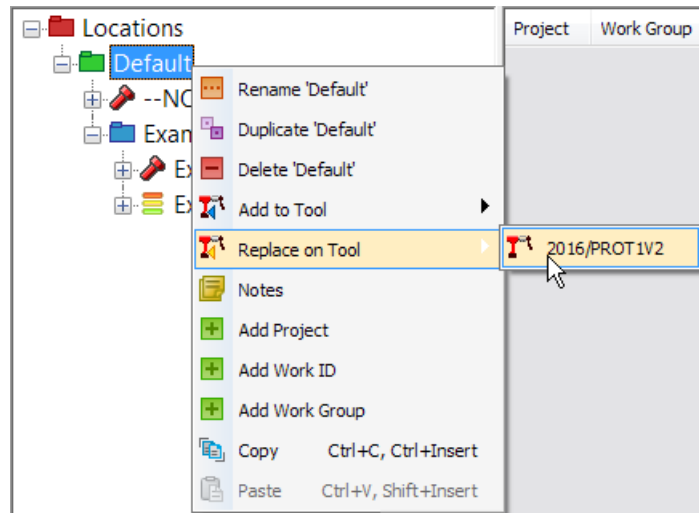 Locations
Project Work Group
Default
--NC
Exam
Ex
Ex
Rename 'Default'
Duplicate 'Default'
Delete 'Default'
Add to Tool
Replace on Tool
2016/PROT1V2
Notes
Add Project
Add Work ID
Add Work Group
Copy Ctrl+C, Ctrl+Insert
Paste Ctrl+V, Shift+Insert